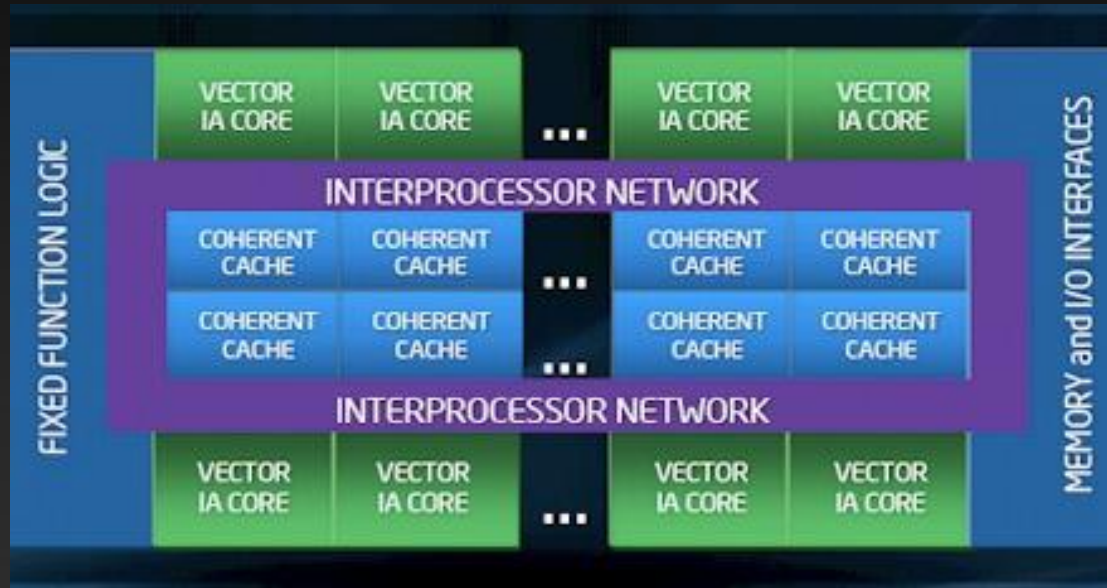 FIXED FUNCTION LOGIC
VECTOR
IA CORE
VECTOR
IA CORE
...
VECTOR
IA CORE
VECTOR
IA CORE
INTERPROCESSOR NETWORK
COHERENT
CACHE
COHERENT
CACHE
...
COHERENT
CACHE
COHERENT
CACHE
COHERENT
CACHE
COHERENT
CACHE
...
COHERENT
CACHE
COHERENT
CACHE
INTERPROCESSOR NETWORK
VECTOR
IA CORE
VECTOR
IA CORE
...
VECTOR
IA CORE
VECTOR
IA CORE
MEMORY and I/O INTERFACES